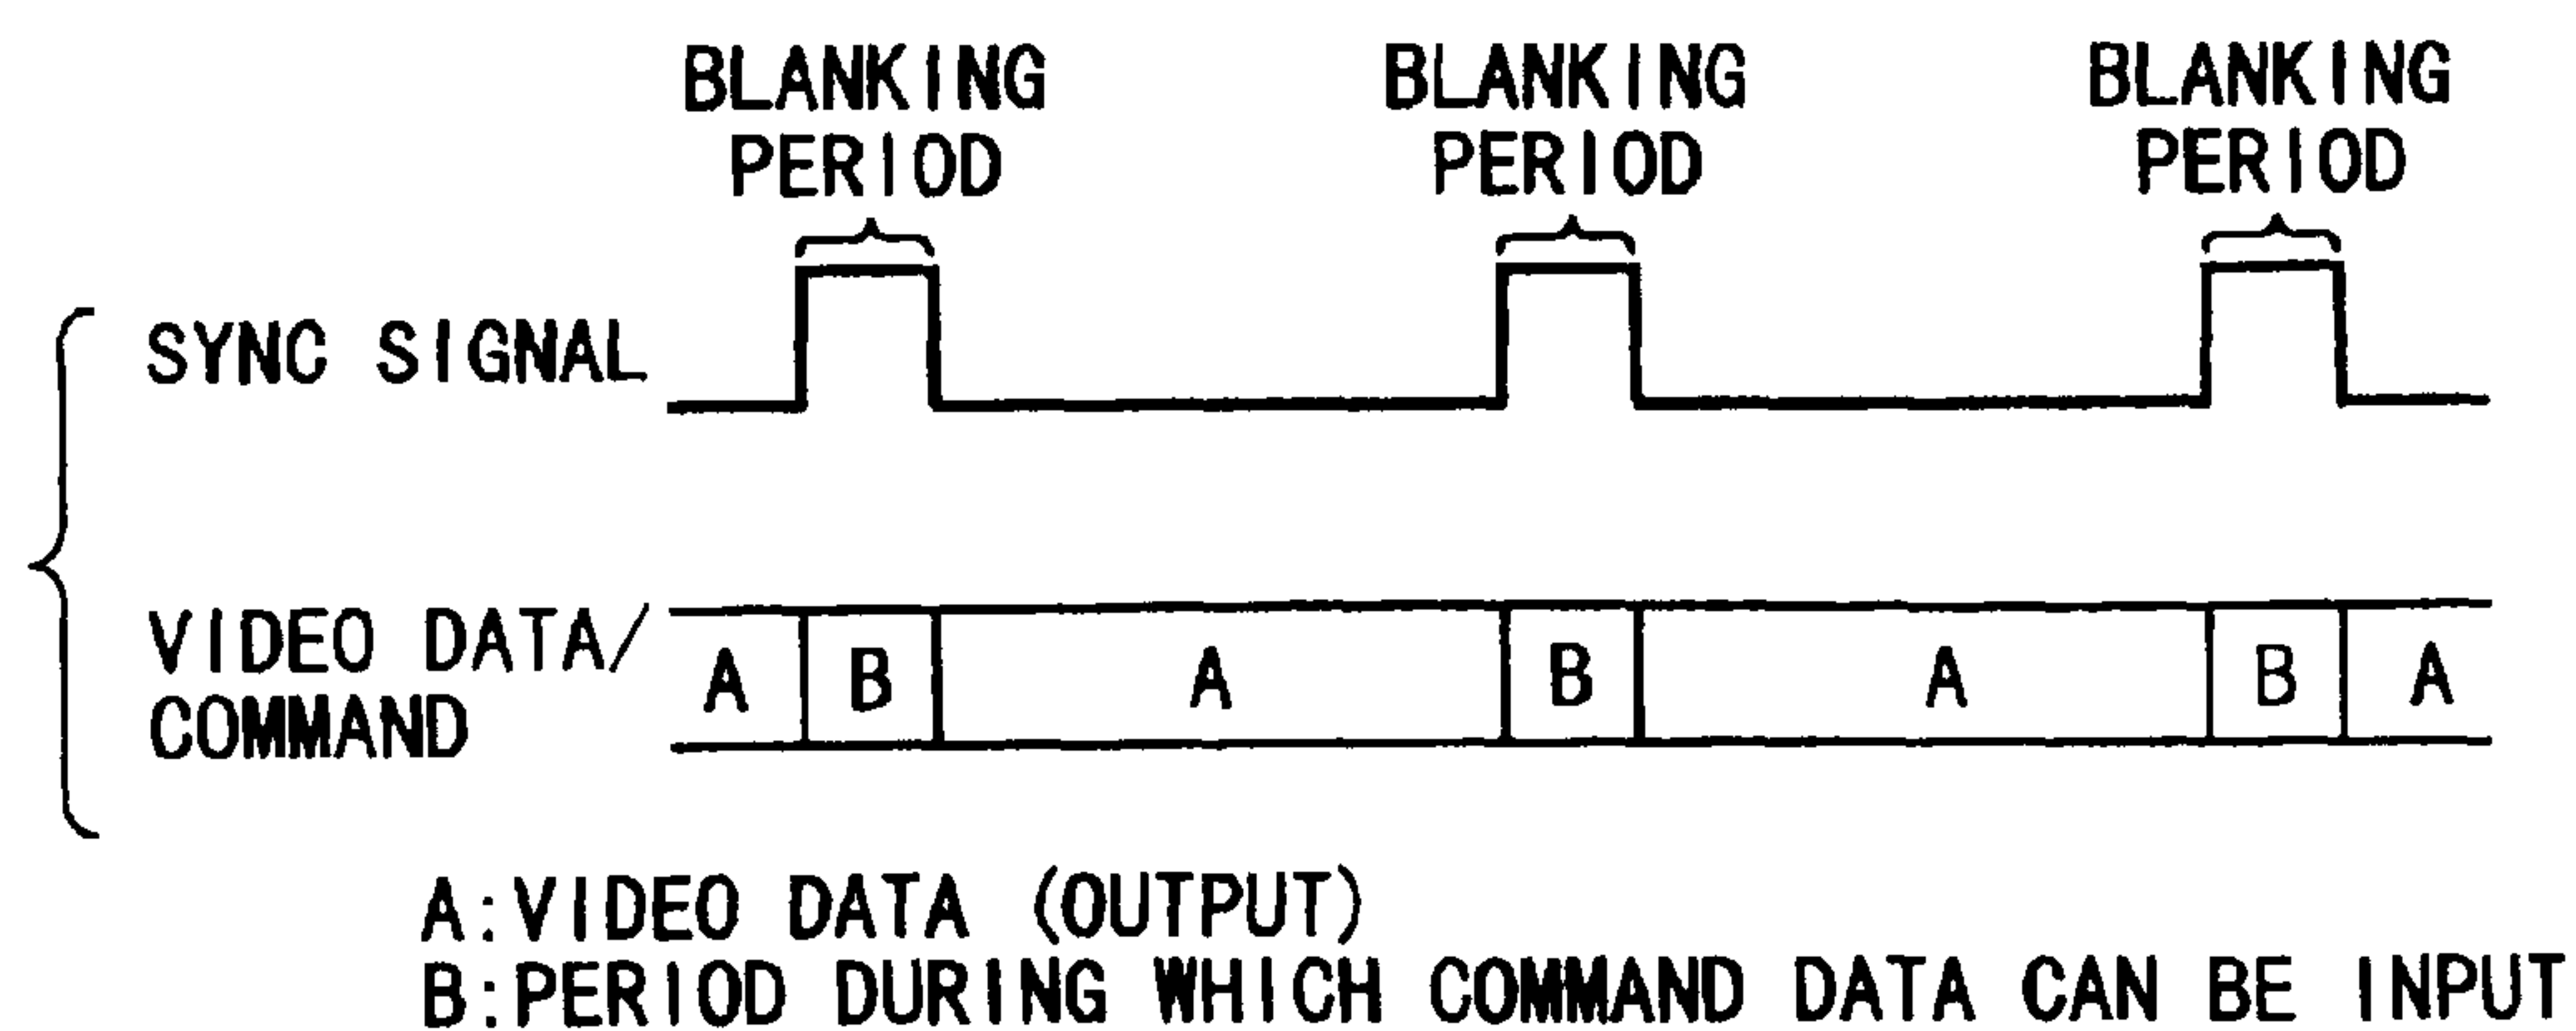 BLANKING PERIOD
BLANKING PERIOD
BLANKING PERIOD
SYNC SIGNAL
VIDEO DATA/
COMMAND
A B A B A B A
A:VIDEO DATA (OUTPUT)
B:PERIOD DURING WHICH COMMAND DATA CAN BE INPUT